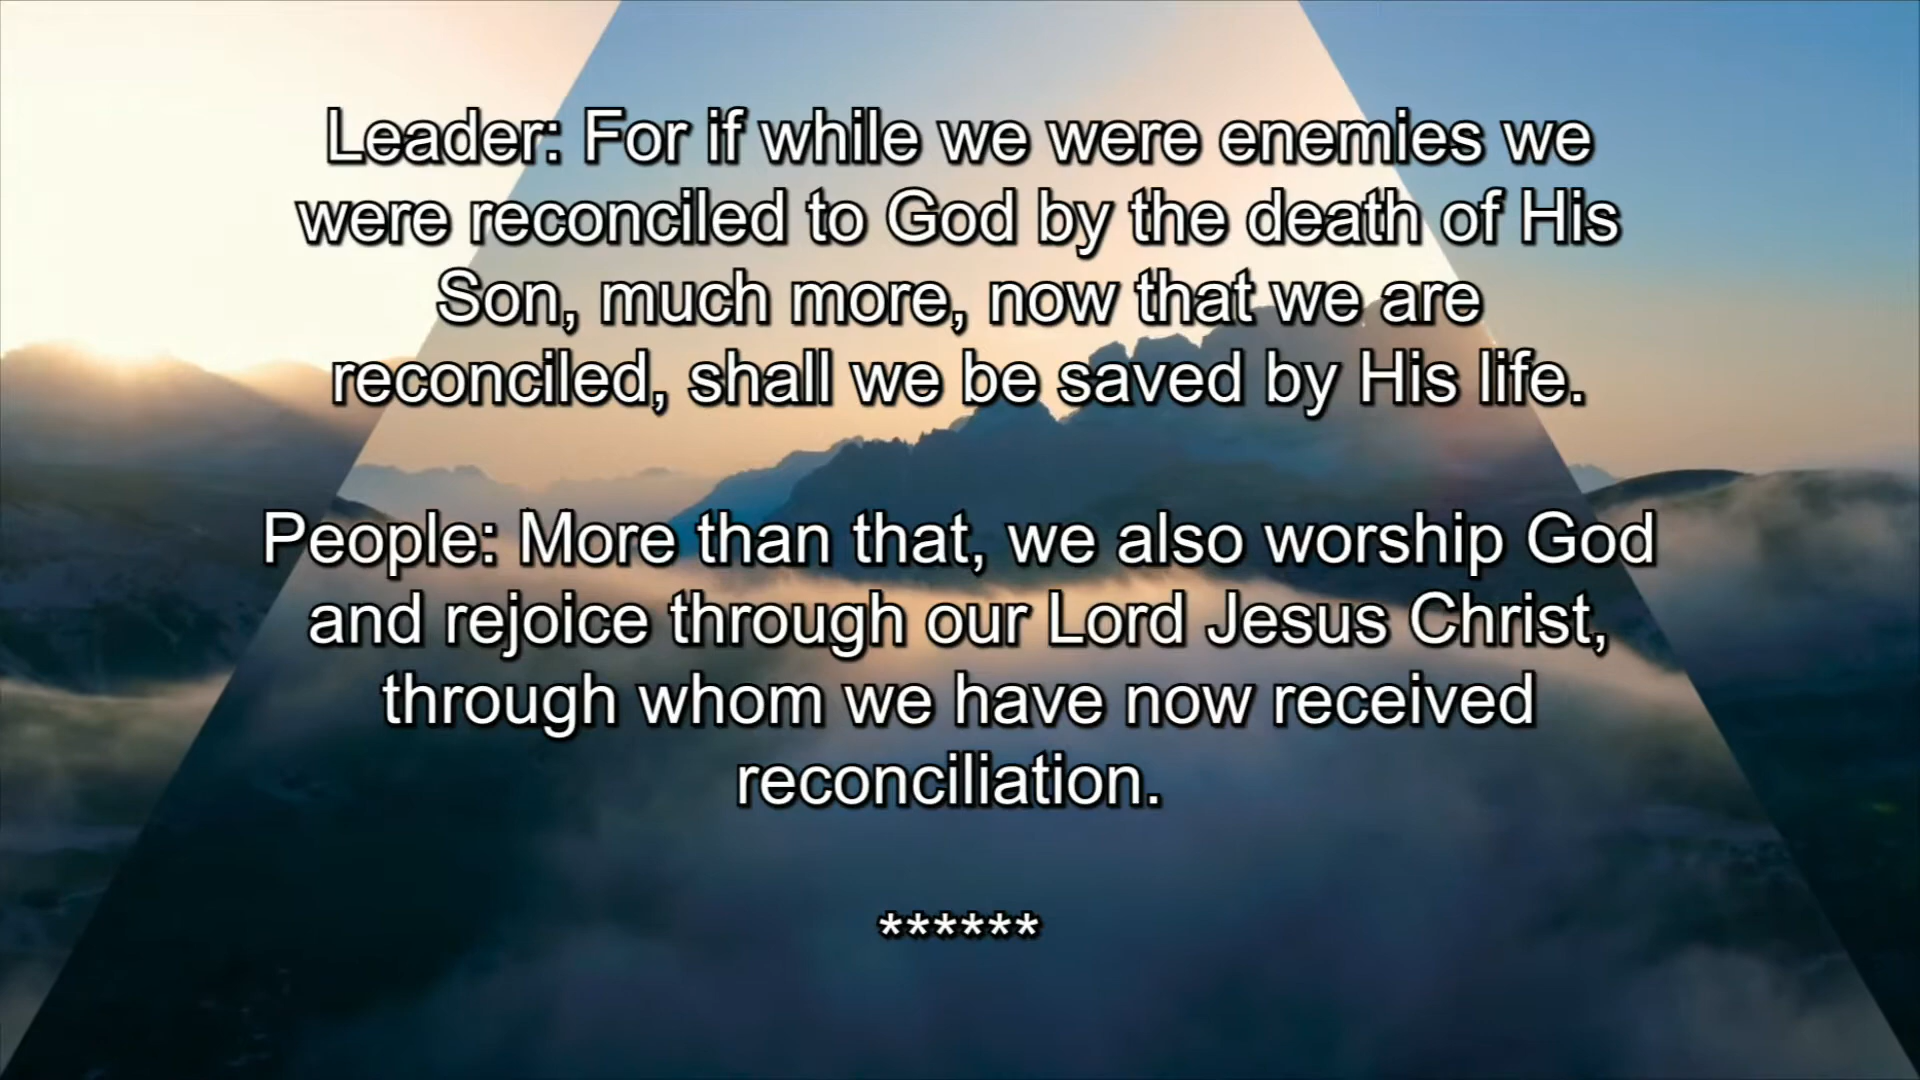 Leader: For if while we were enemies we
were reconciled to God by the death of His
Son, much more, now that we are
reconciled, shall we be saved by His life.
People: More than that, we also worship God
and rejoice through our Lord Jesus Christ,
through whom we have now received
reconciliation.
******